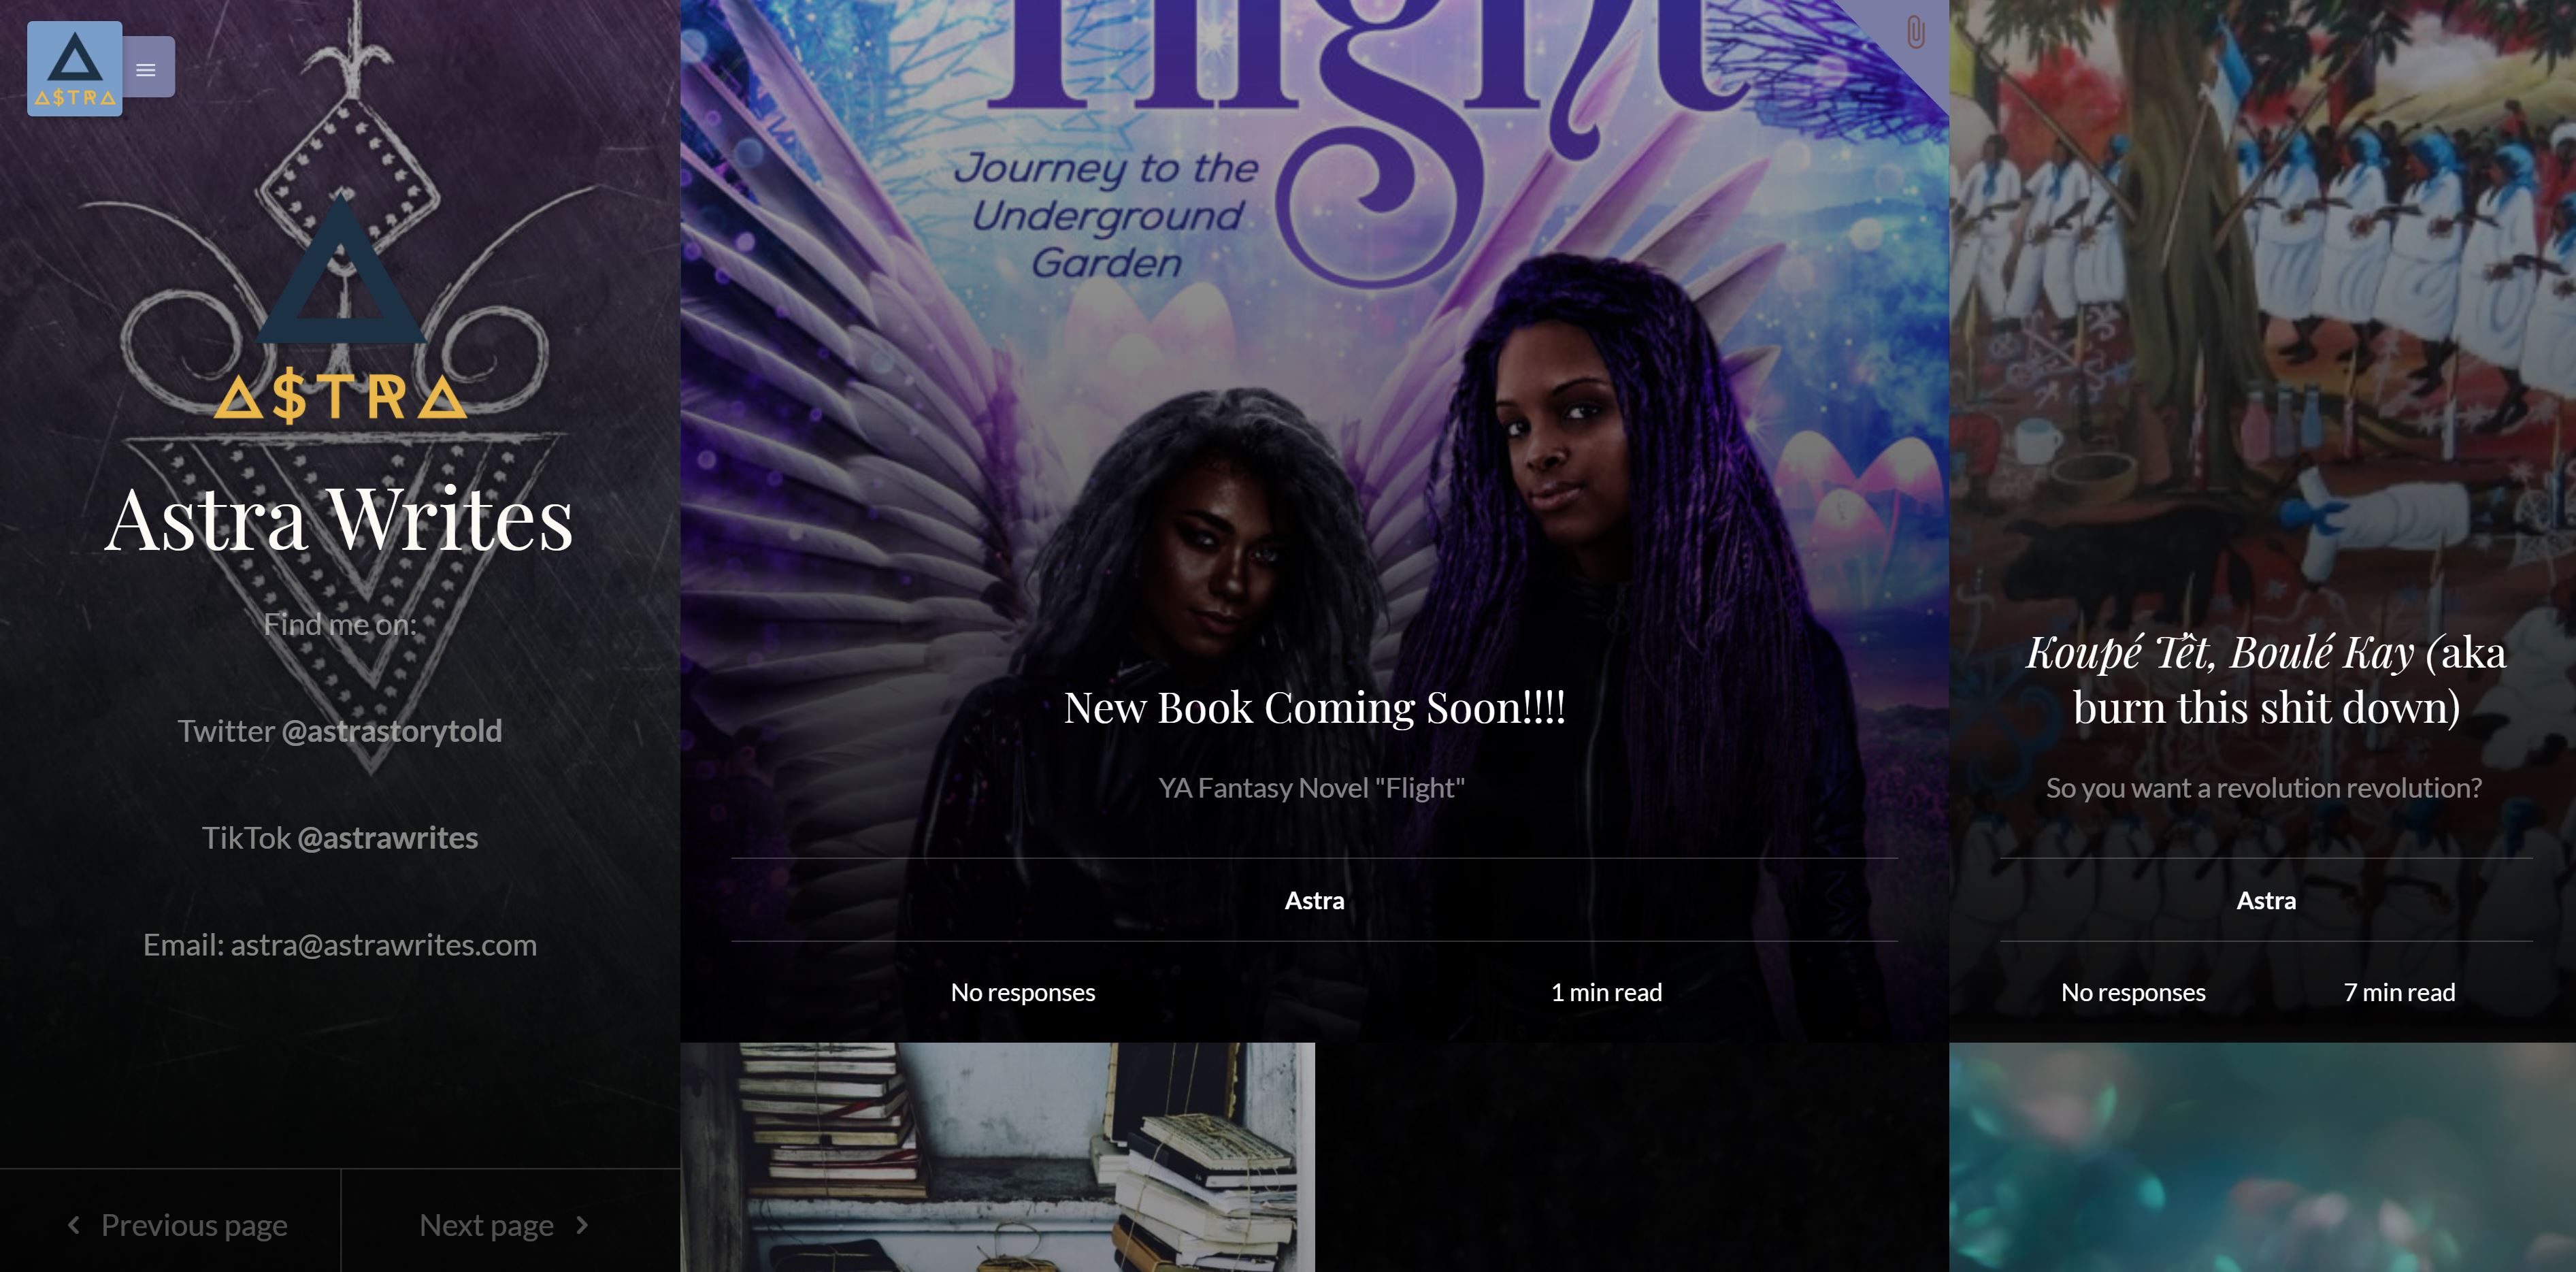 A$TRA
A$TRA
Astra Writes
Find me on:
Twitter @astrastorytold
TikTok @astrawrites
Email: astra@astrawrites.com
Previous page
Next page
Flight
Journey to the
Underground
Garden
New Book Coming Soon!!!!
YA Fantasy Novel "Flight"
Astra
No responses
1 min read
Koupé Tèt, Boulé Kay (aka
burn this shit down)
So you want a revolution revolution?
Astra
No responses
7 min read